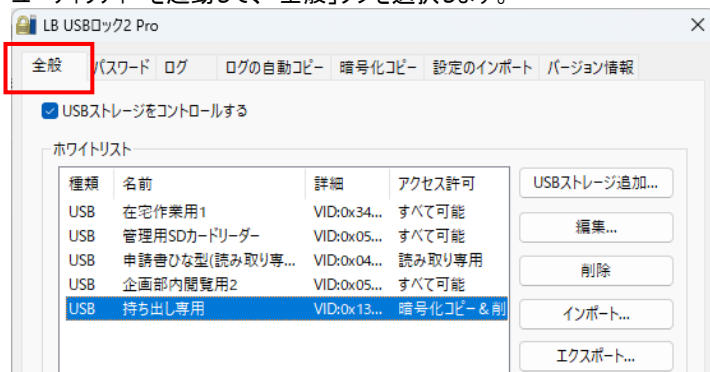 ユーティリティーを起動して、「全般」タブを選択します。
LB USBロック2 Pro
全般 パスワード ログ ログの自動コピー 暗号化コピー 設定のインポート バージョン情報
USBストレージをコントロールする
ホワイトリスト
種類 名前 詳細 アクセス許可
USB 在宅作業用1 VID:0x34... すべて可能
USB 管理用SDカードリーダー VID:0x05... すべて可能
USB 申請書ひな型(読み取り専... VID:0x04... 読み取り専用
USB 企画部内閲覧用2 VID:0x05... すべて可能
USB 持ち出し専用 VID:0x13... 暗号化コピー&削
USBストレージ追加...
編集...
削除
インポート...
エクスポート...